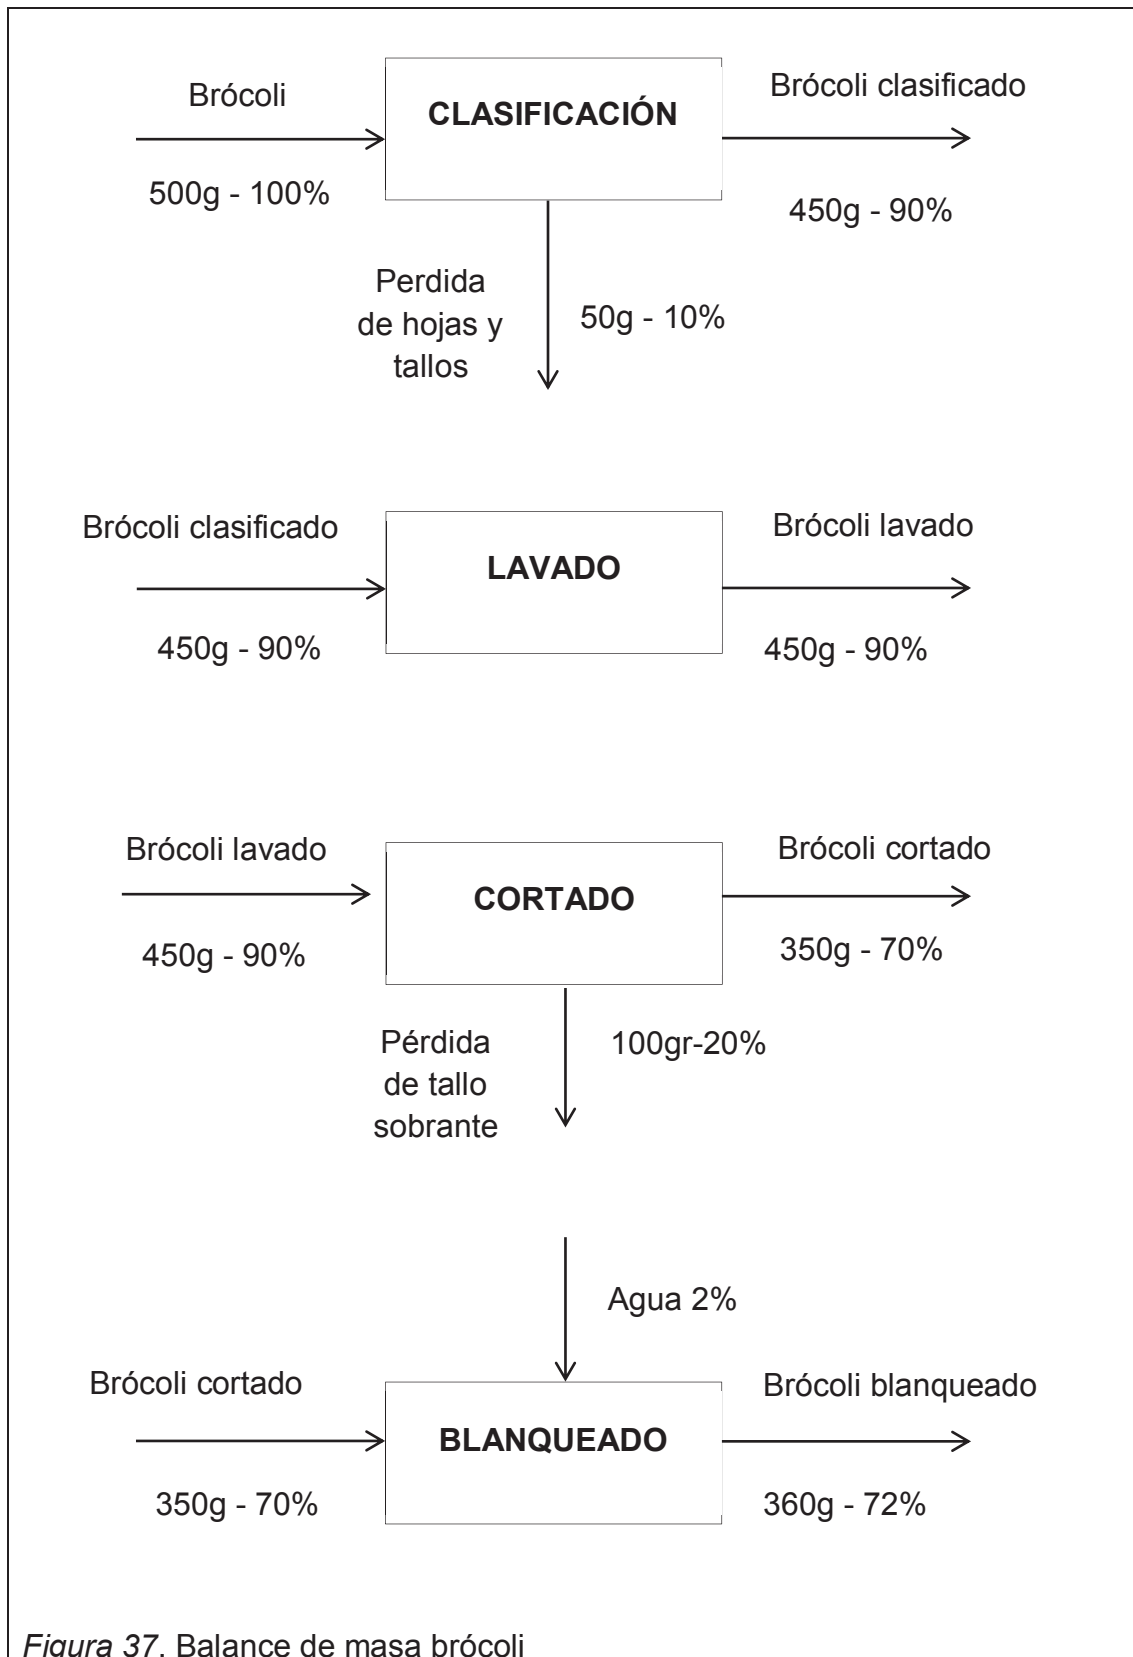 Brócoli
CLASIFICACIÓN
Brócoli clasificado
500g - 100%
450g - 90%
Perdida
de hojas y
tallos
50g - 10%
Brócoli clasificado
LAVADO
Brócoli lavado
450g - 90%
450g - 90%
Brócoli lavado
CORTADO
Brócoli cortado
450g - 90%
350g - 70%
Pérdida
de tallo
sobrante
100gr-20%
Agua 2%
Brócoli cortado
BLANQUEADO
Brócoli blanqueado
350g - 70%
360g - 72%
Figura 37. Balance de masa brócoli